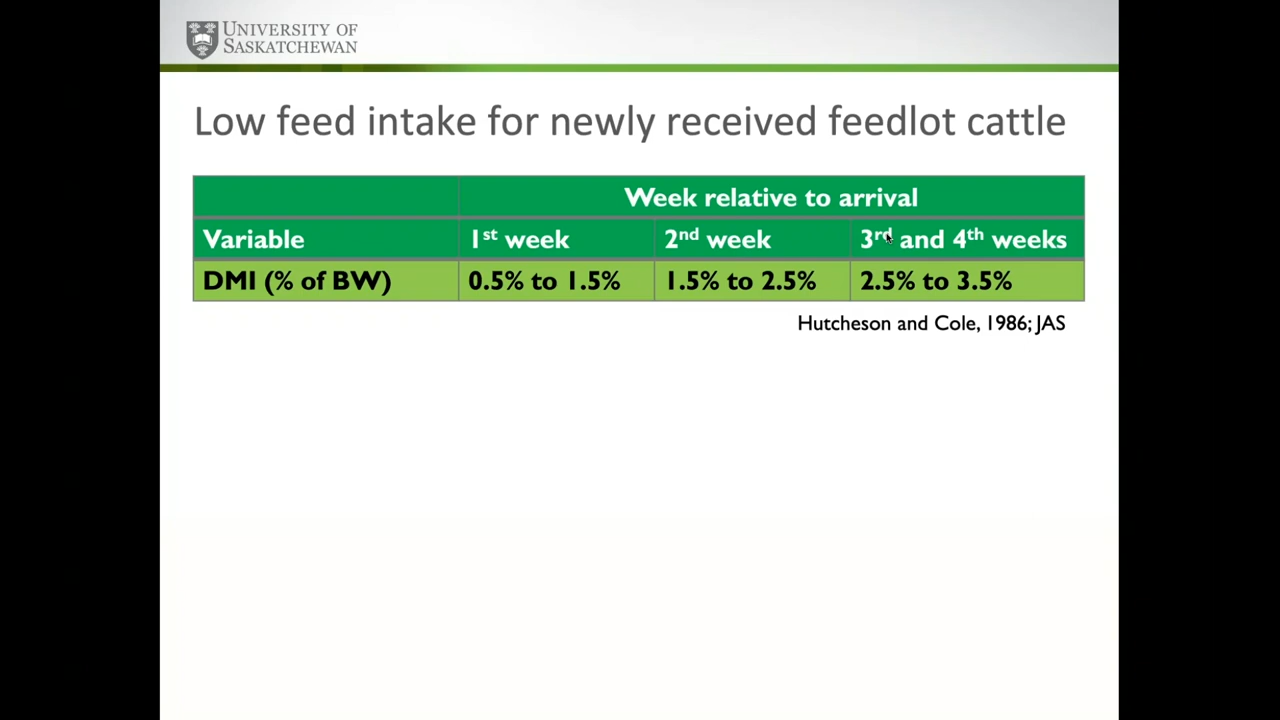 UNIVERSITY OF
SASKATCHEWAN
Low feed intake for newly received feedlot cattle
Week relative to arrival
Variable 1st week 2nd week 3rd and 4th weeks
DMI (% of BW) 0.5% to 1.5% 1.5% to 2.5% 2.5% to 3.5%
Hutcheson and Cole, 1986; JAS